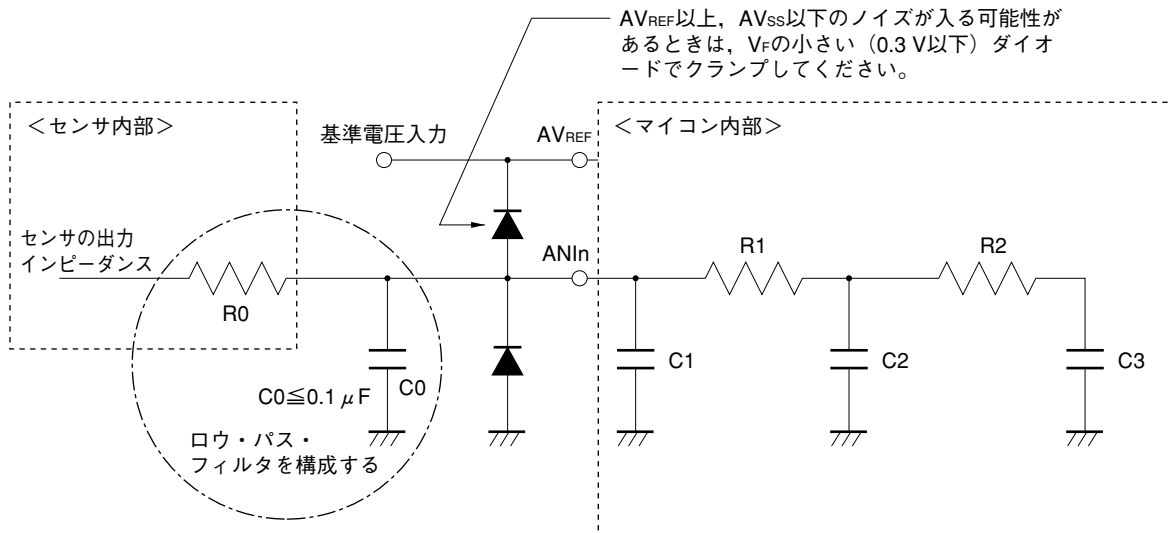 AVREF以上，AVSS以下のノイズが入る可能性が
あるときは，VFの小さい（0.3 V以下）ダイオ
ードでクランプしてください。
＜センサ内部＞
基準電圧入力
AVREF
＜マイコン内部＞
センサの出力
インピーダンス
R0
ANIn
R1
R2
C0
C0≦0.1 μF
C1
C2
C3
ロウ・パス・
フィルタを構成する